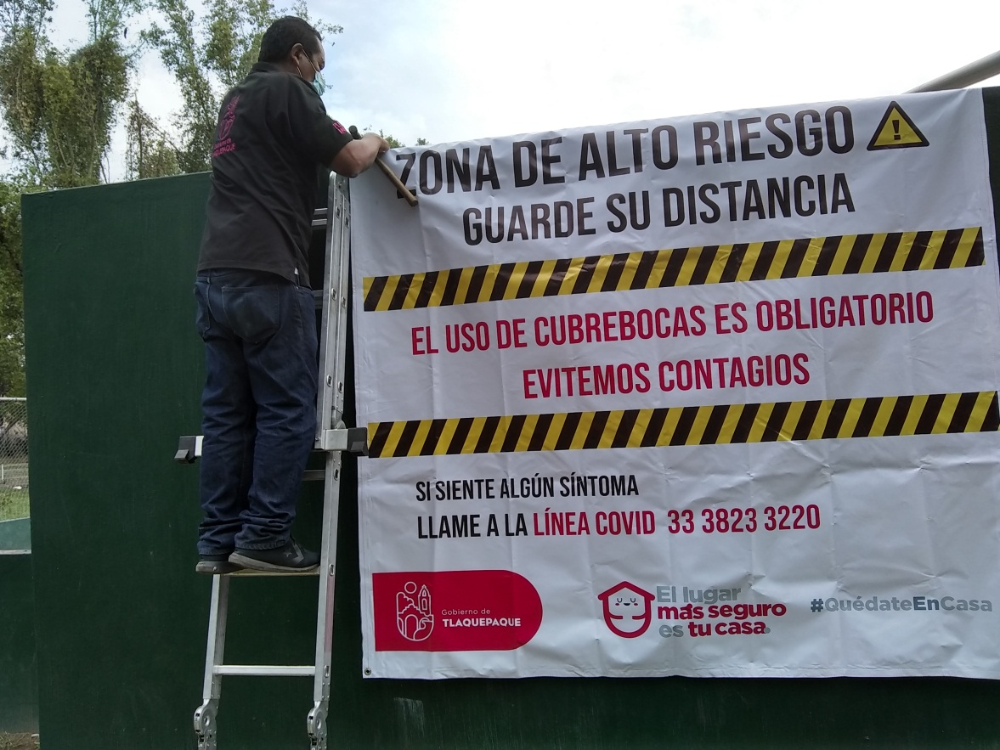 ZONA DE ALTO RIESGO
GUARDE SU DISTANCIA
EL USO DE CUBREBOCAS ES OBLIGATORIO
EVITEMOS CONTAGIOS
SI SIENTE ALGÚN SÍNTOMA
LLAME A LA LÍNEA COVID 33 3823 3220
Gobierno de
TLAQUEPAQUE
El lugar
más seguro
es tu casa.
#QuédateEnCasa